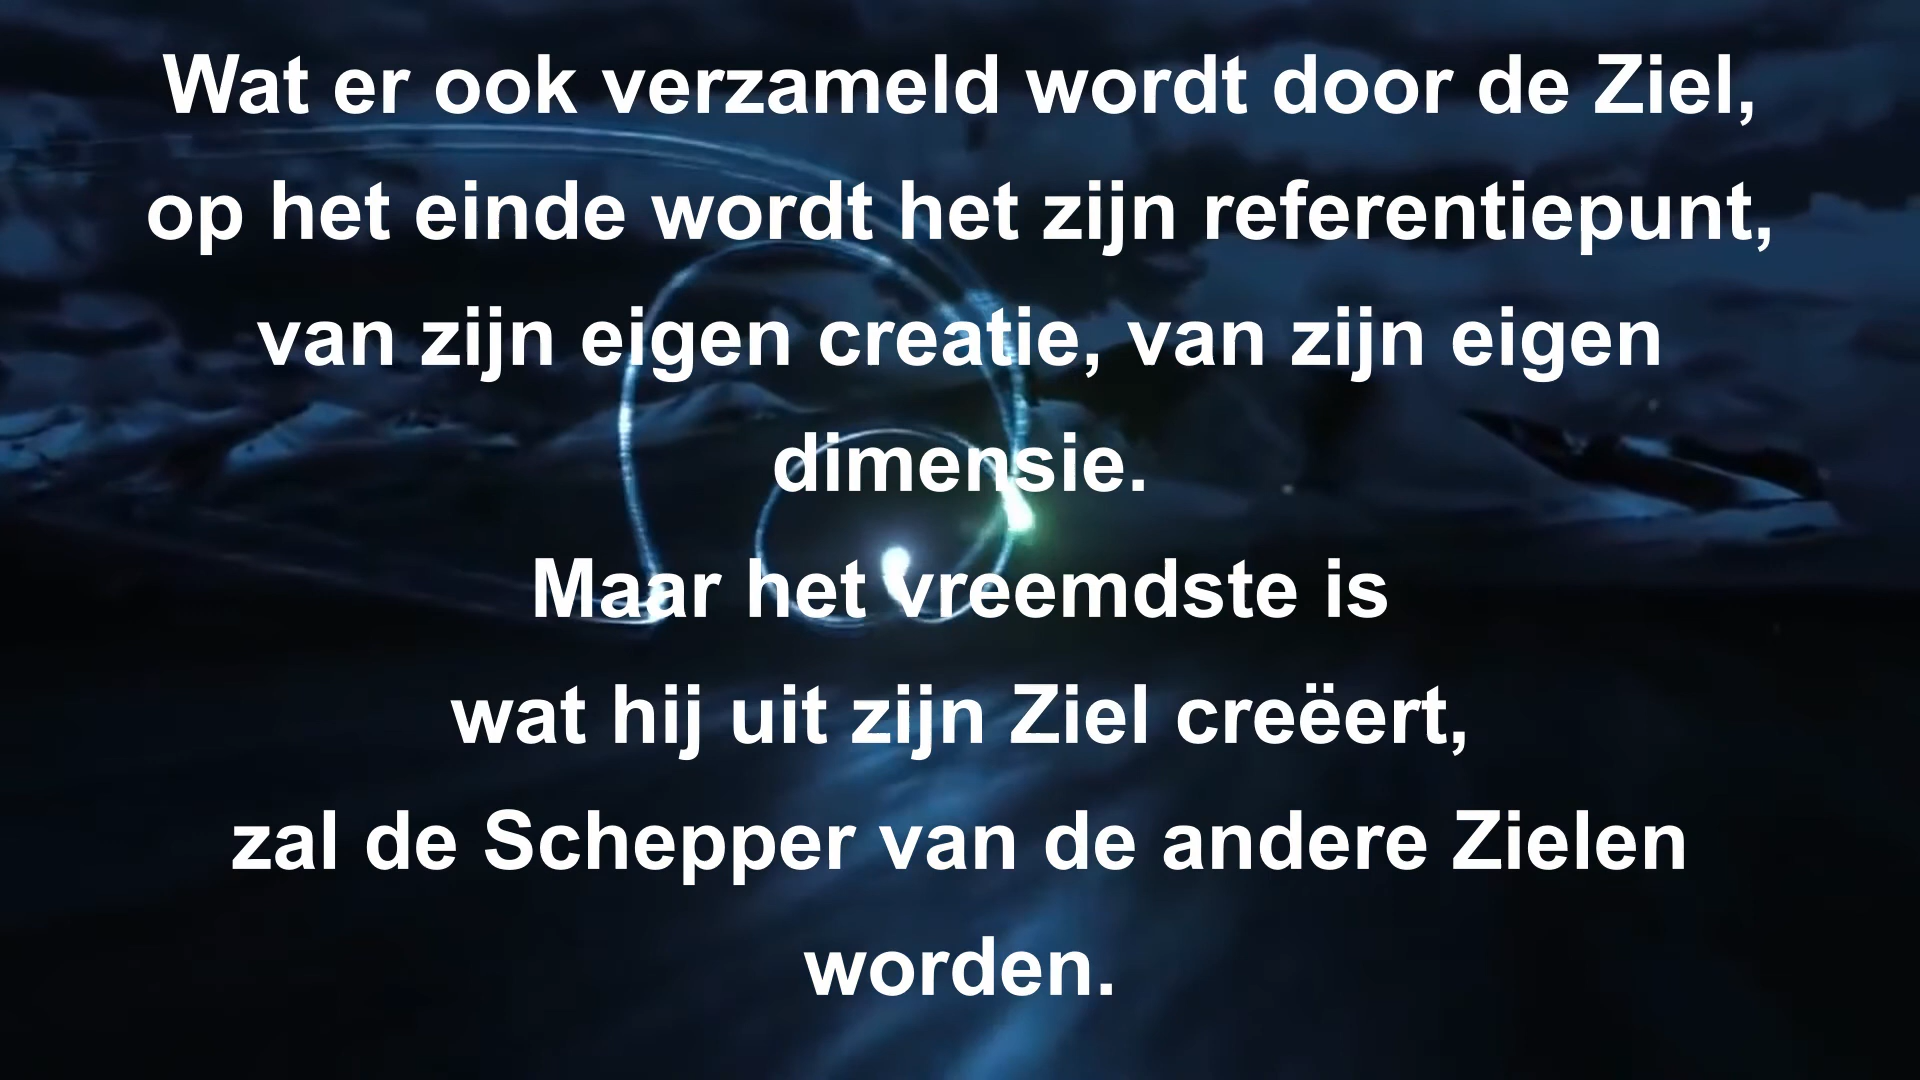 Wat er ook verzameld wordt door de Ziel,
op het einde wordt het zijn referentiepunt,
van zijn eigen creatie, van zijn eigen
dimensie.
Maar het vreemdste is
wat hij uit zijn Ziel creëert,
zal de Schepper van de andere Zielen
worden.